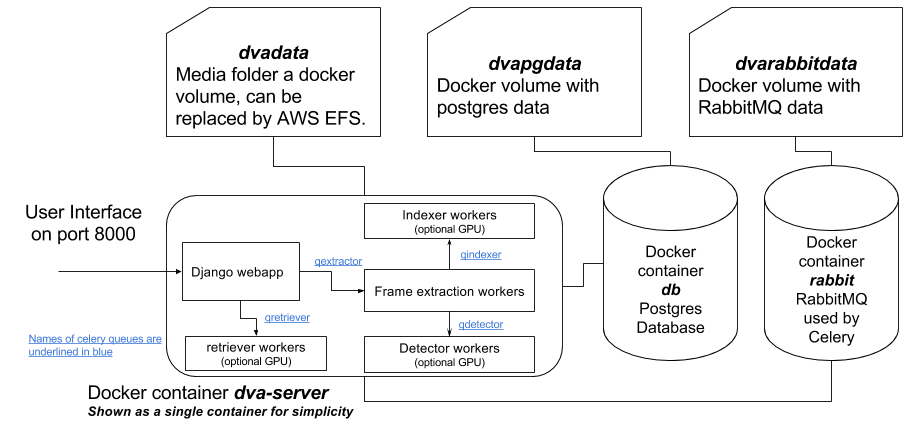 dvadata
Media folder a docker
volume, can be
replaced by AWS EFS.
dvapgdata
Docker volume with
postgres data
dvarabbitdata
Docker volume with
RabbitMQ data
User Interface
on port 8000
Django webapp
qextractor
Indexer workers
(optional GPU)
qindexer
Frame extraction workers
qretriever
qdetector
retriever workers
(optional GPU)
Detector workers
(optional GPU)
Names of celery queues are
underlined in blue
Docker container dva-server
Shown as a single container for simplicity
Docker
container
db
Postgres
Database
Docker
container
rabbit
RabbitMQ
used by
Celery